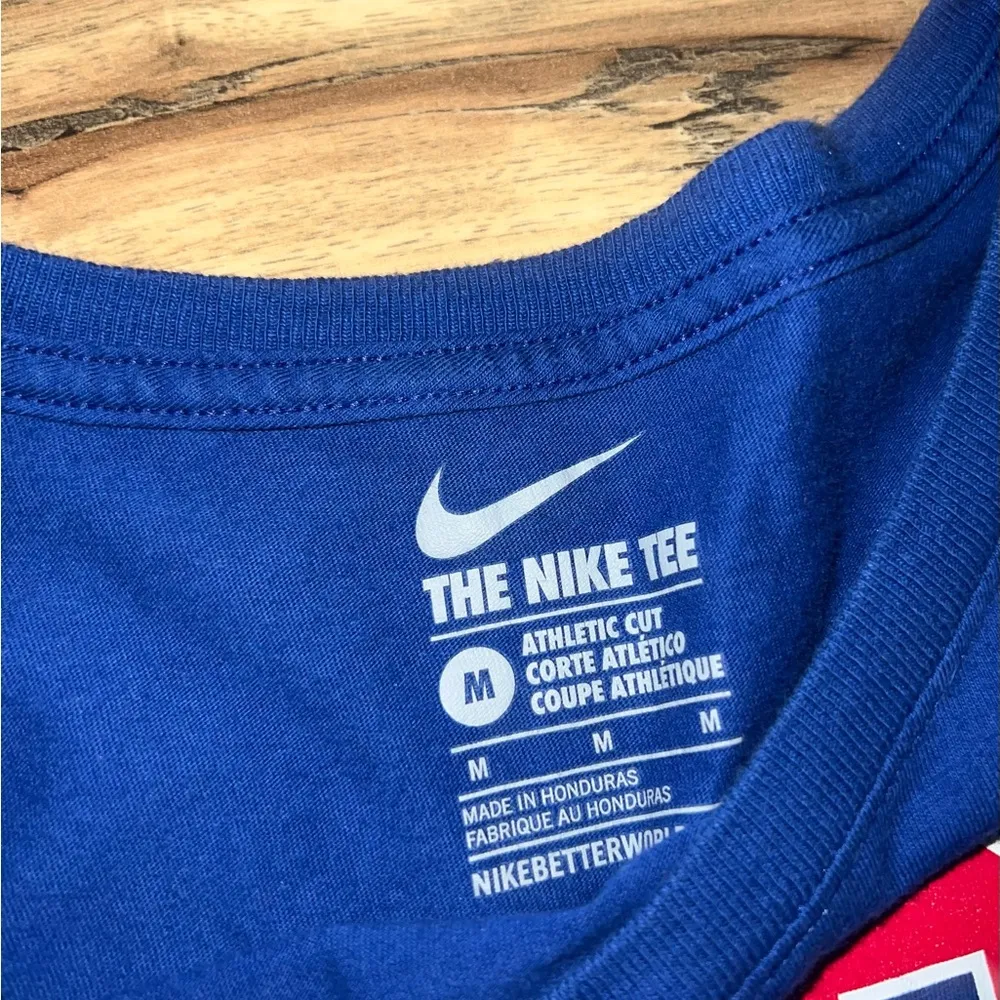 THE NIKE TEE
M
ATHLETIC CUT
CORTE ATLÉTICO
COUPE ATHLÉTIQUE
M M M
MADE IN HONDURAS
FABRIQUE AU HONDURAS